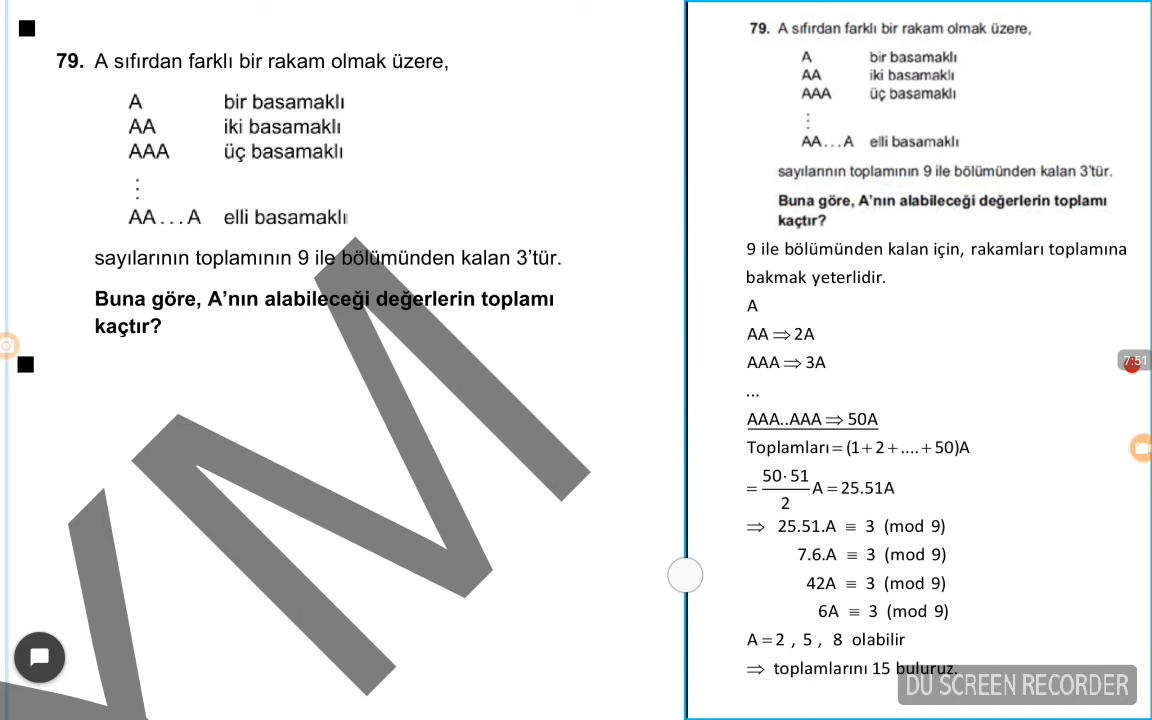 79. A sıfırdan farklı bir rakam olmak üzere,
A bir basamaklı
AA iki basamaklı
AAA üç basamaklı
⋮
AA...A elli basamaklı
sayılarının toplamının 9 ile bölümünden kalan 3'tür.
Buna göre, A'nın alabileceği değerlerin toplamı
kaçtır?
YM
79. A sıfırdan farklı bir rakam olmak üzere,
A bir basamaklı
AA iki basamaklı
AAA üç basamaklı
⋮
AA...A elli basamaklı
sayılarının toplamının 9 ile bölümünden kalan 3'tür.
Buna göre, A'nın alabileceği değerlerin toplamı
kaçtır?
9 ile bölümünden kalan için, rakamları toplamına
bakmak yeterlidir.
A
AA ⇒ 2A
AAA ⇒ 3A
...
AAA..AAA ⇒ 50A
Toplamları = (1+2+....+50)A
= 50·51/2 A = 25.51A
⇒ 25.51.A ≡ 3 (mod 9)
7.6.A ≡ 3 (mod 9)
42A ≡ 3 (mod 9)
6A ≡ 3 (mod 9)
A = 2 , 5 , 8 olabilir
⇒ toplamlarını 15 buluruz.
7:51
DU SCREEN RECORDER